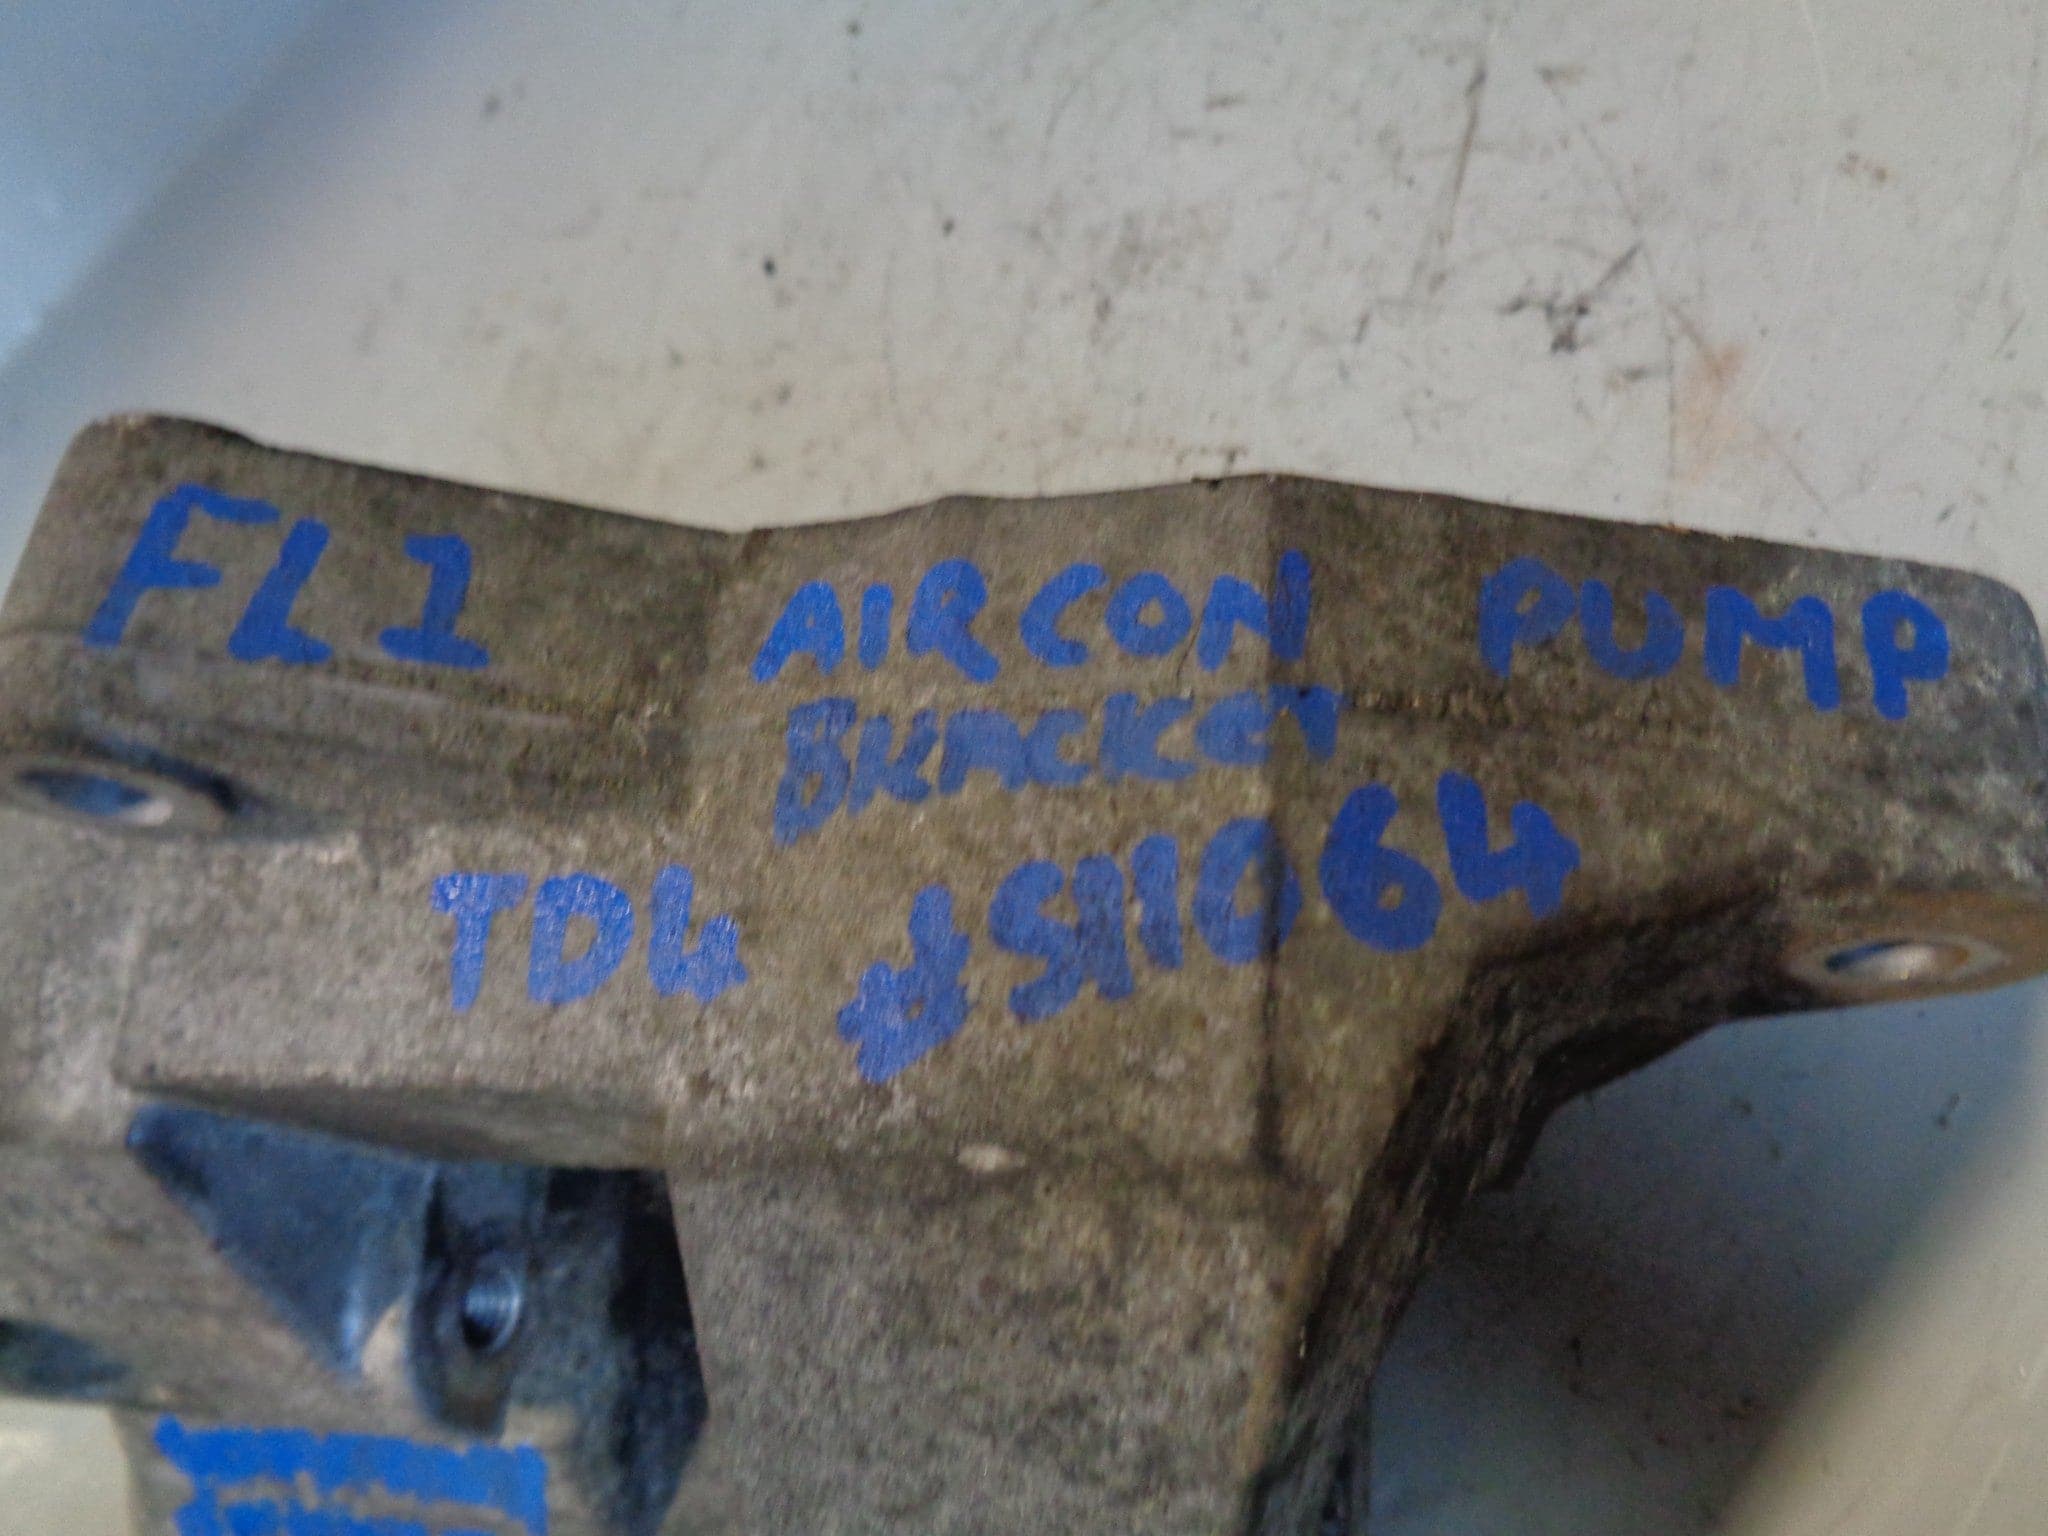 FL1 AIRCON PUMP
BRACKET
TD4 S11064